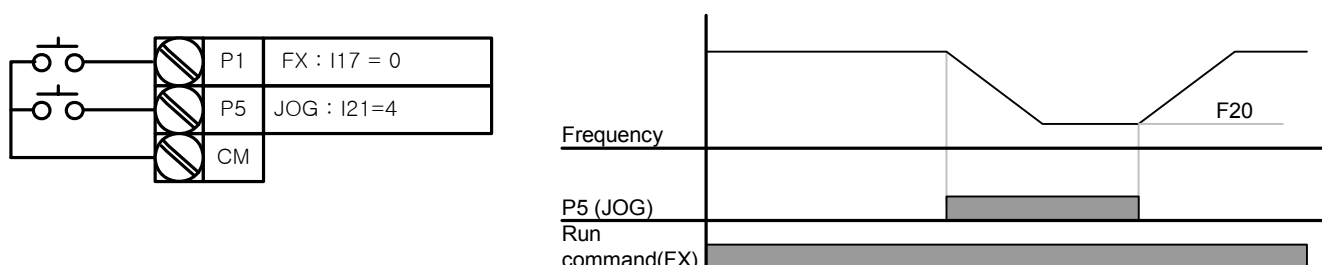 P1 FX : I17 = 0
P5 JOG : I21=4
CM
F20
Frequency
P5 (JOG)
Run
command(FX)